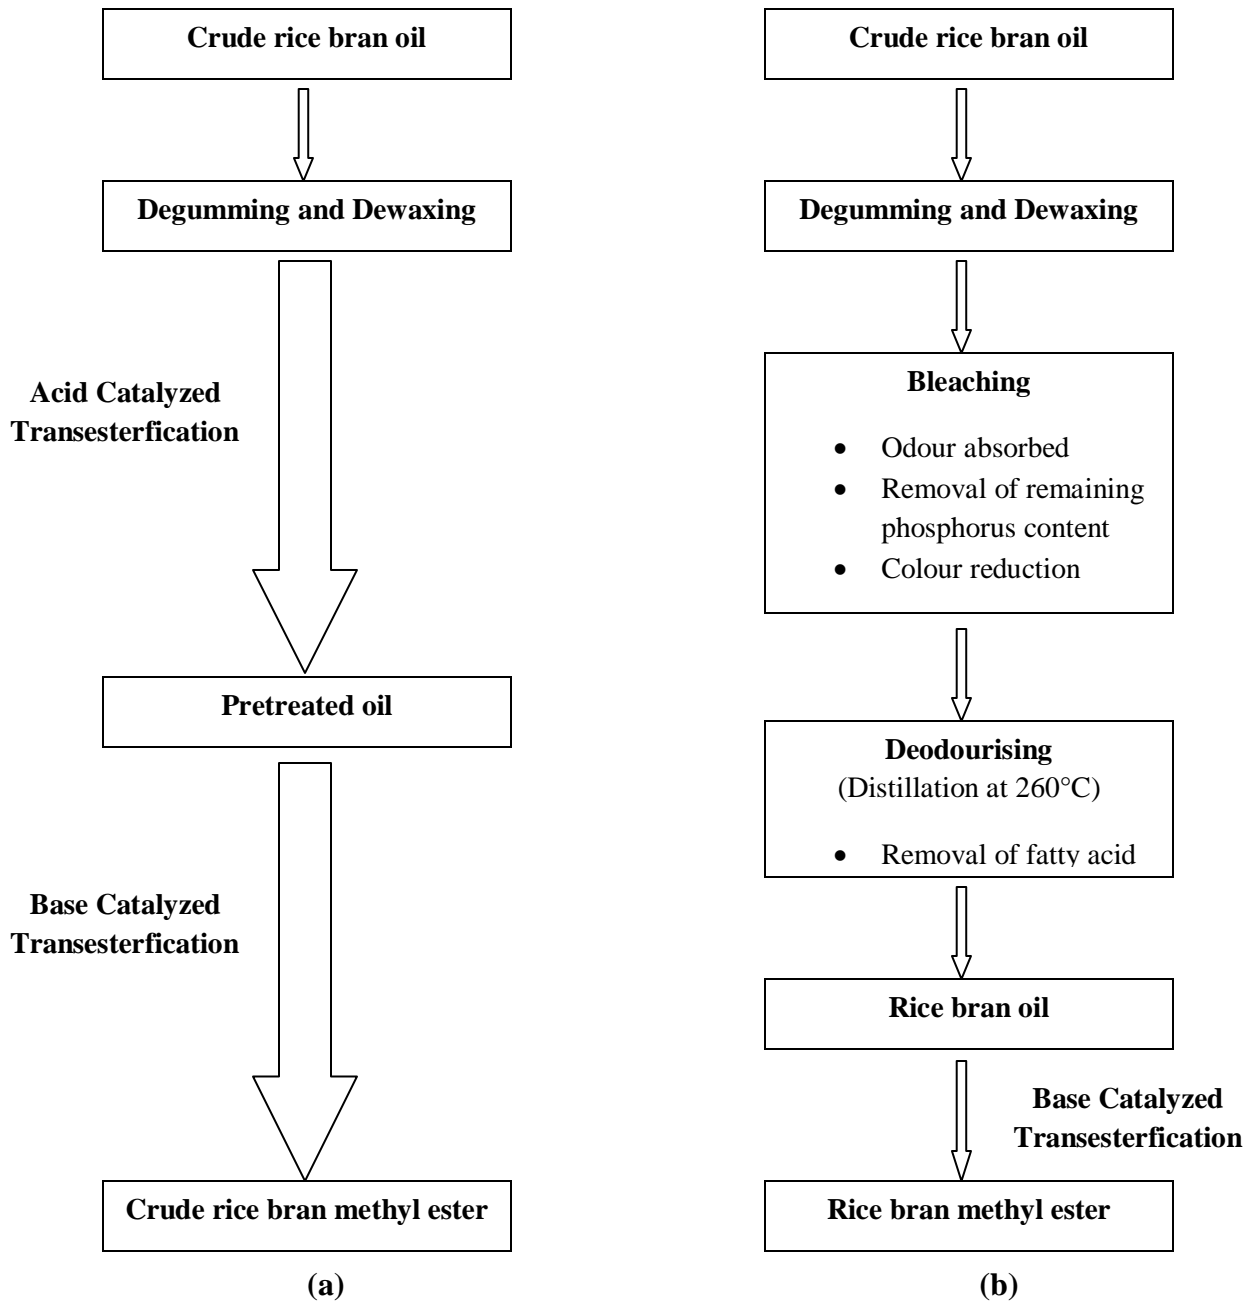 Crude rice bran oil
Degumming and Dewaxing
Acid Catalyzed
Transesterfication
Pretreated oil
Base Catalyzed
Transesterfication
Crude rice bran methyl ester
(a)
Crude rice bran oil
Degumming and Dewaxing
Bleaching
• Odour absorbed
• Removal of remaining
phosphorus content
• Colour reduction
Deodourising
(Distillation at 260°C)
• Removal of fatty acid
Rice bran oil
Base Catalyzed
Transesterfication
Rice bran methyl ester
(b)